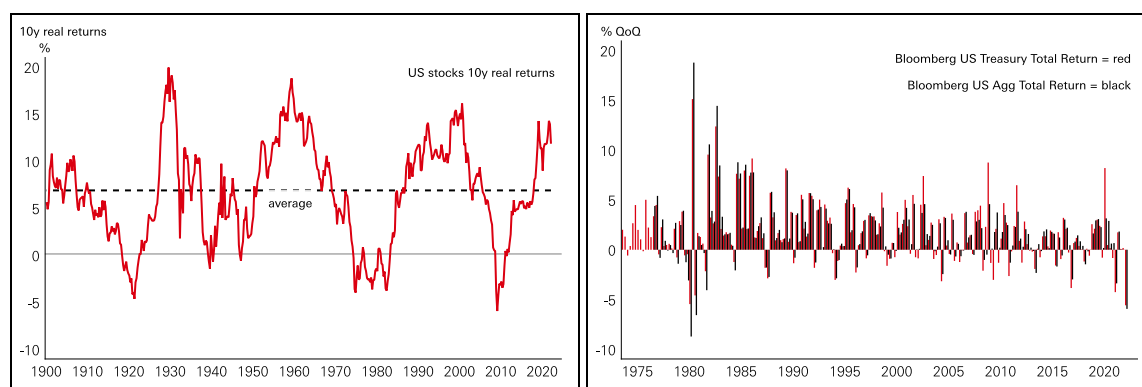 10y real returns
%
US stocks 10y real returns
20
15
10
5
0
-5
-10
average
1900 1910 1920 1930 1940 1950 1960 1970 1980 1990 2000 2010 2020
% QoQ
Bloomberg US Treasury Total Return = red
Bloomberg US Agg Total Return = black
20
15
10
5
0
-5
-10
1975 1980 1985 1990 1995 2000 2005 2010 2015 2020